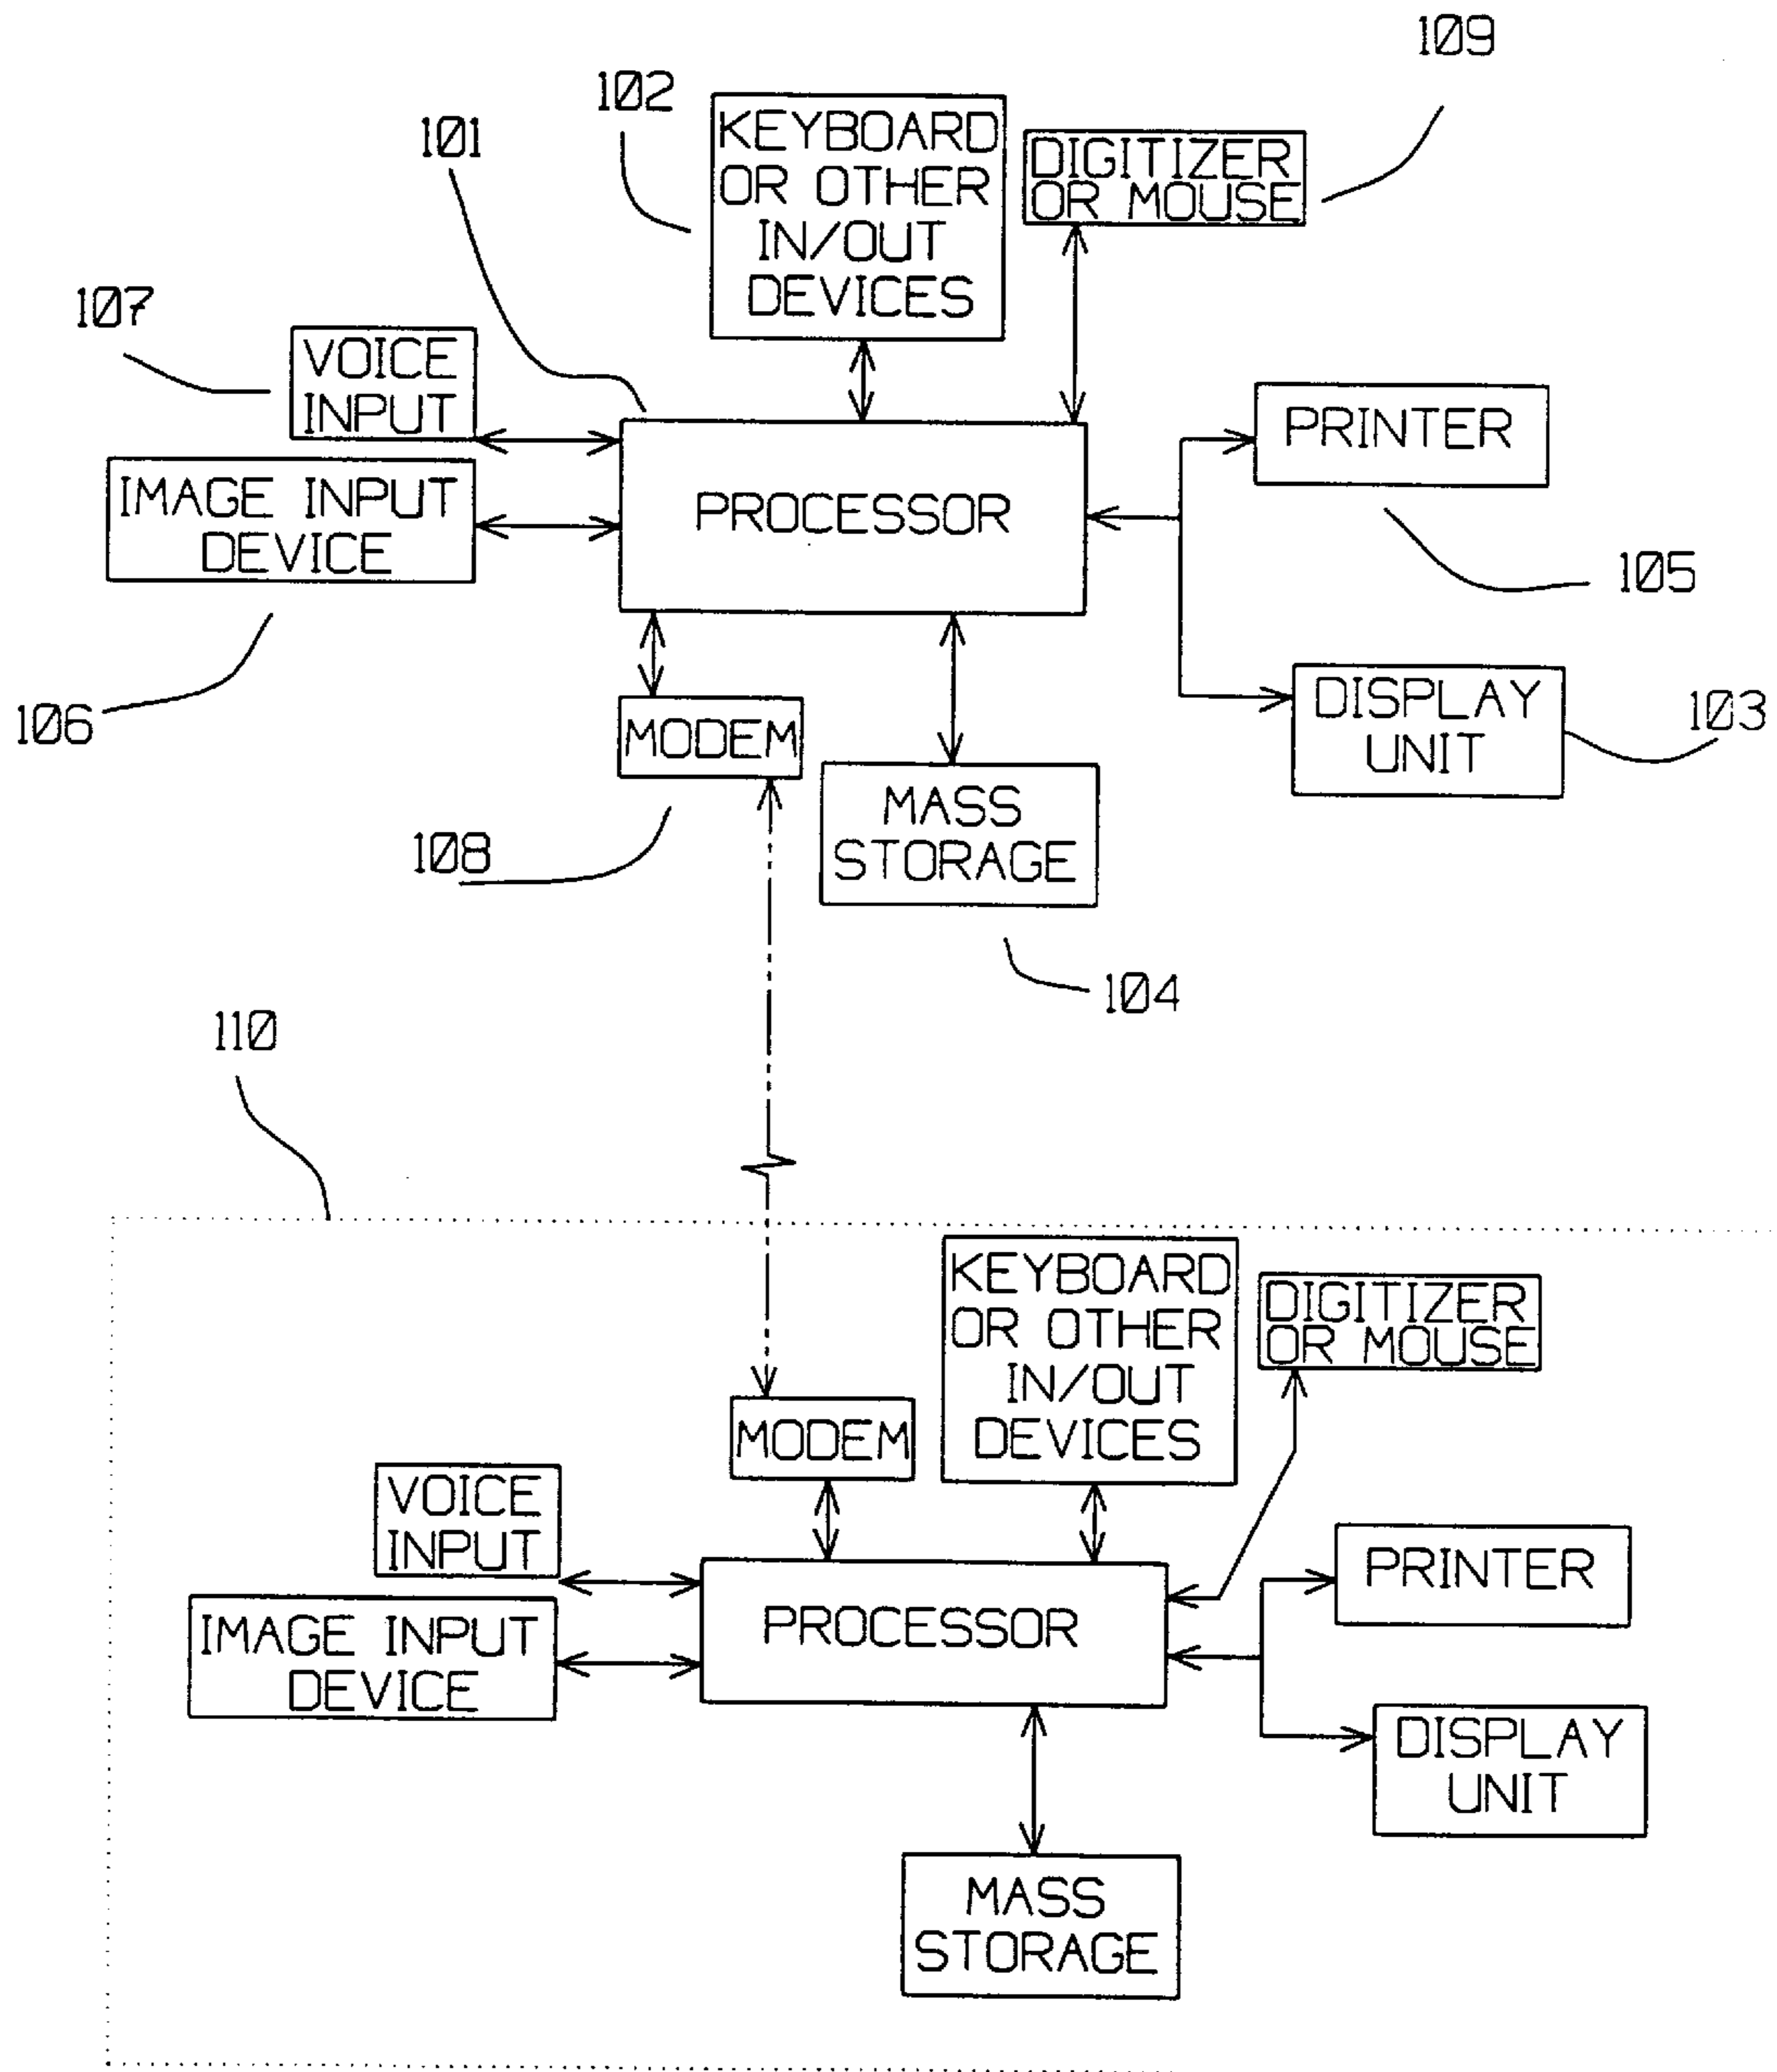 109
102
KEYBOARD
OR OTHER
IN/OUT
DEVICES
101
DIGITIZER
OR MOUSE
107
VOICE
INPUT
PRINTER
IMAGE INPUT
DEVICE
PROCESSOR
105
106
MODEM
DISPLAY
UNIT
103
108
MASS
STORAGE
104
110
KEYBOARD
OR OTHER
IN/OUT
DEVICES
DIGITIZER
OR MOUSE
MODEM
VOICE
INPUT
PRINTER
IMAGE INPUT
DEVICE
PROCESSOR
DISPLAY
UNIT
MASS
STORAGE